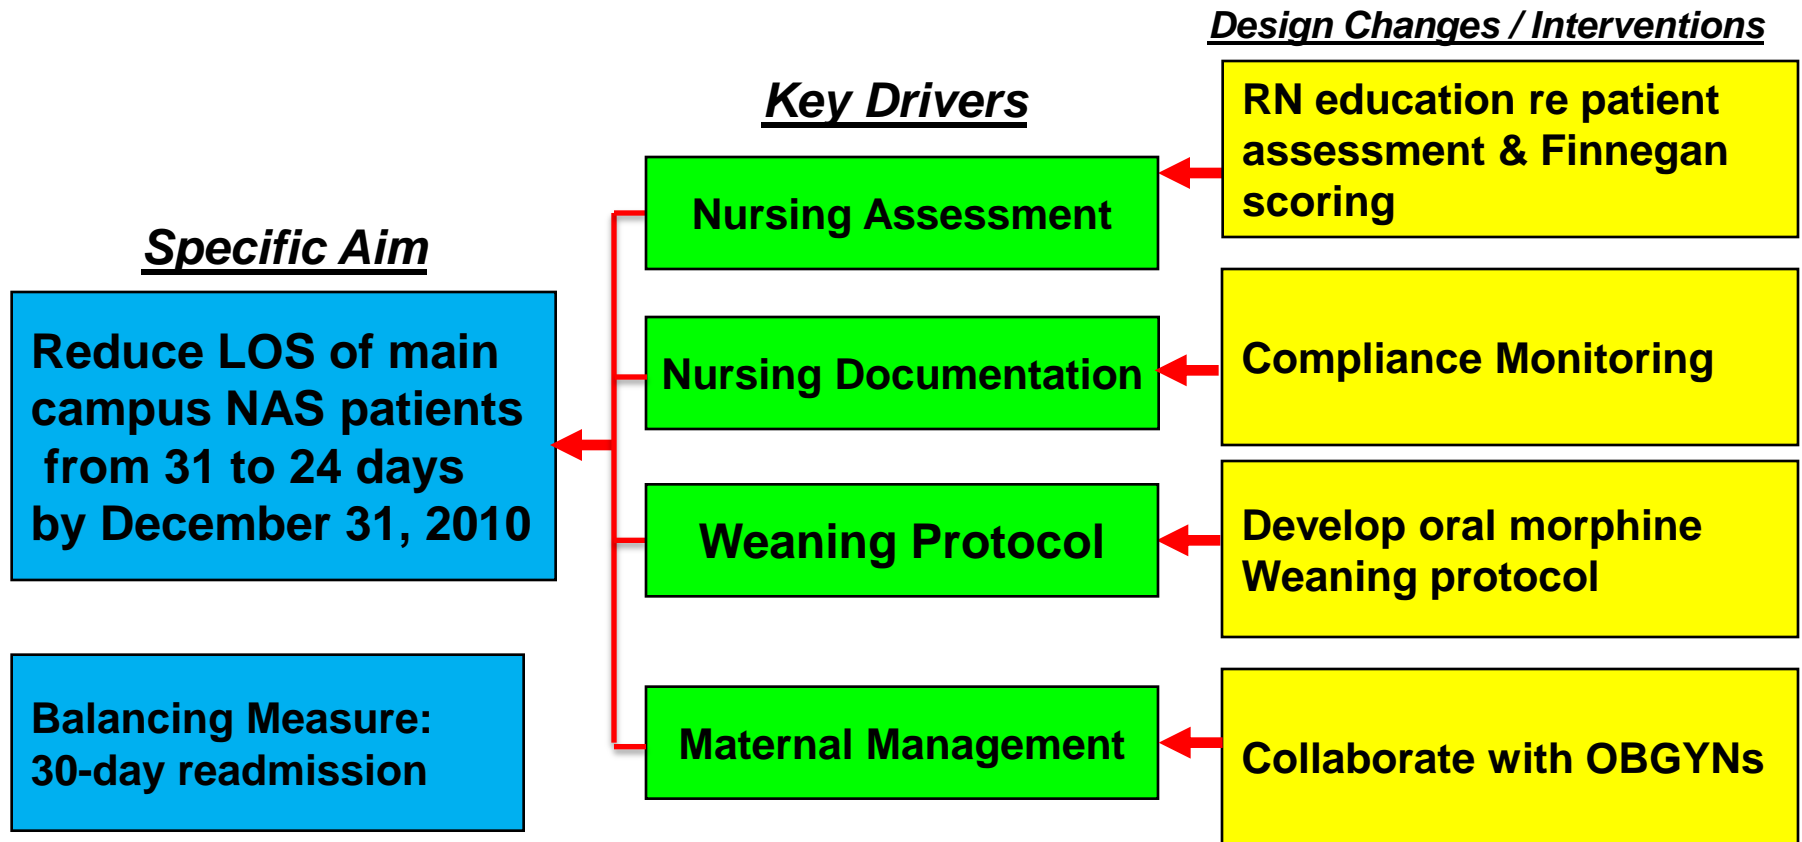 Design Changes / Interventions
Key Drivers
Specific Aim
Reduce LOS of main
campus NAS patients
from 31 to 24 days
by December 31, 2010
Balancing Measure:
30-day readmission
Nursing Assessment
Nursing Documentation
Weaning Protocol
Maternal Management
RN education re patient
assessment & Finnegan
scoring
Compliance Monitoring
Develop oral morphine
Weaning protocol
Collaborate with OBGYNs